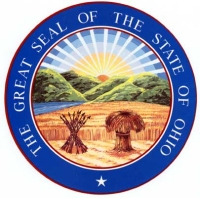 THE GREAT SEAL OF THE STATE OF OHIO